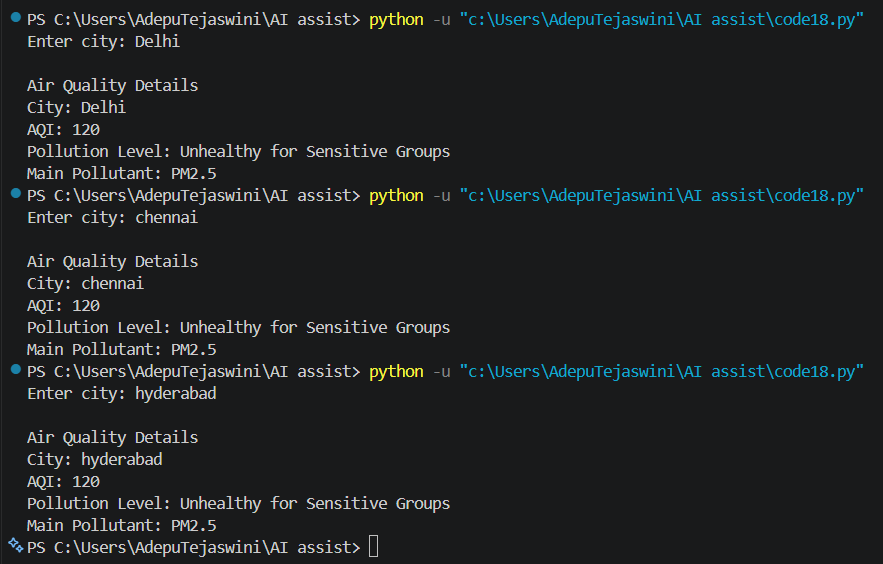 PS C:\Users\AdepuTejaswini\AI assist> python -u "c:\Users\AdepuTejaswini\AI assist\code18.py"
Enter city: Delhi
Air Quality Details
City: Delhi
AQI: 120
Pollution Level: Unhealthy for Sensitive Groups
Main Pollutant: PM2.5
PS C:\Users\AdepuTejaswini\AI assist> python -u "c:\Users\AdepuTejaswini\AI assist\code18.py"
Enter city: chennai
Air Quality Details
City: chennai
AQI: 120
Pollution Level: Unhealthy for Sensitive Groups
Main Pollutant: PM2.5
PS C:\Users\AdepuTejaswini\AI assist> python -u "c:\Users\AdepuTejaswini\AI assist\code18.py"
Enter city: hyderabad
Air Quality Details
City: hyderabad
AQI: 120
Pollution Level: Unhealthy for Sensitive Groups
Main Pollutant: PM2.5
PS C:\Users\AdepuTejaswini\AI assist>